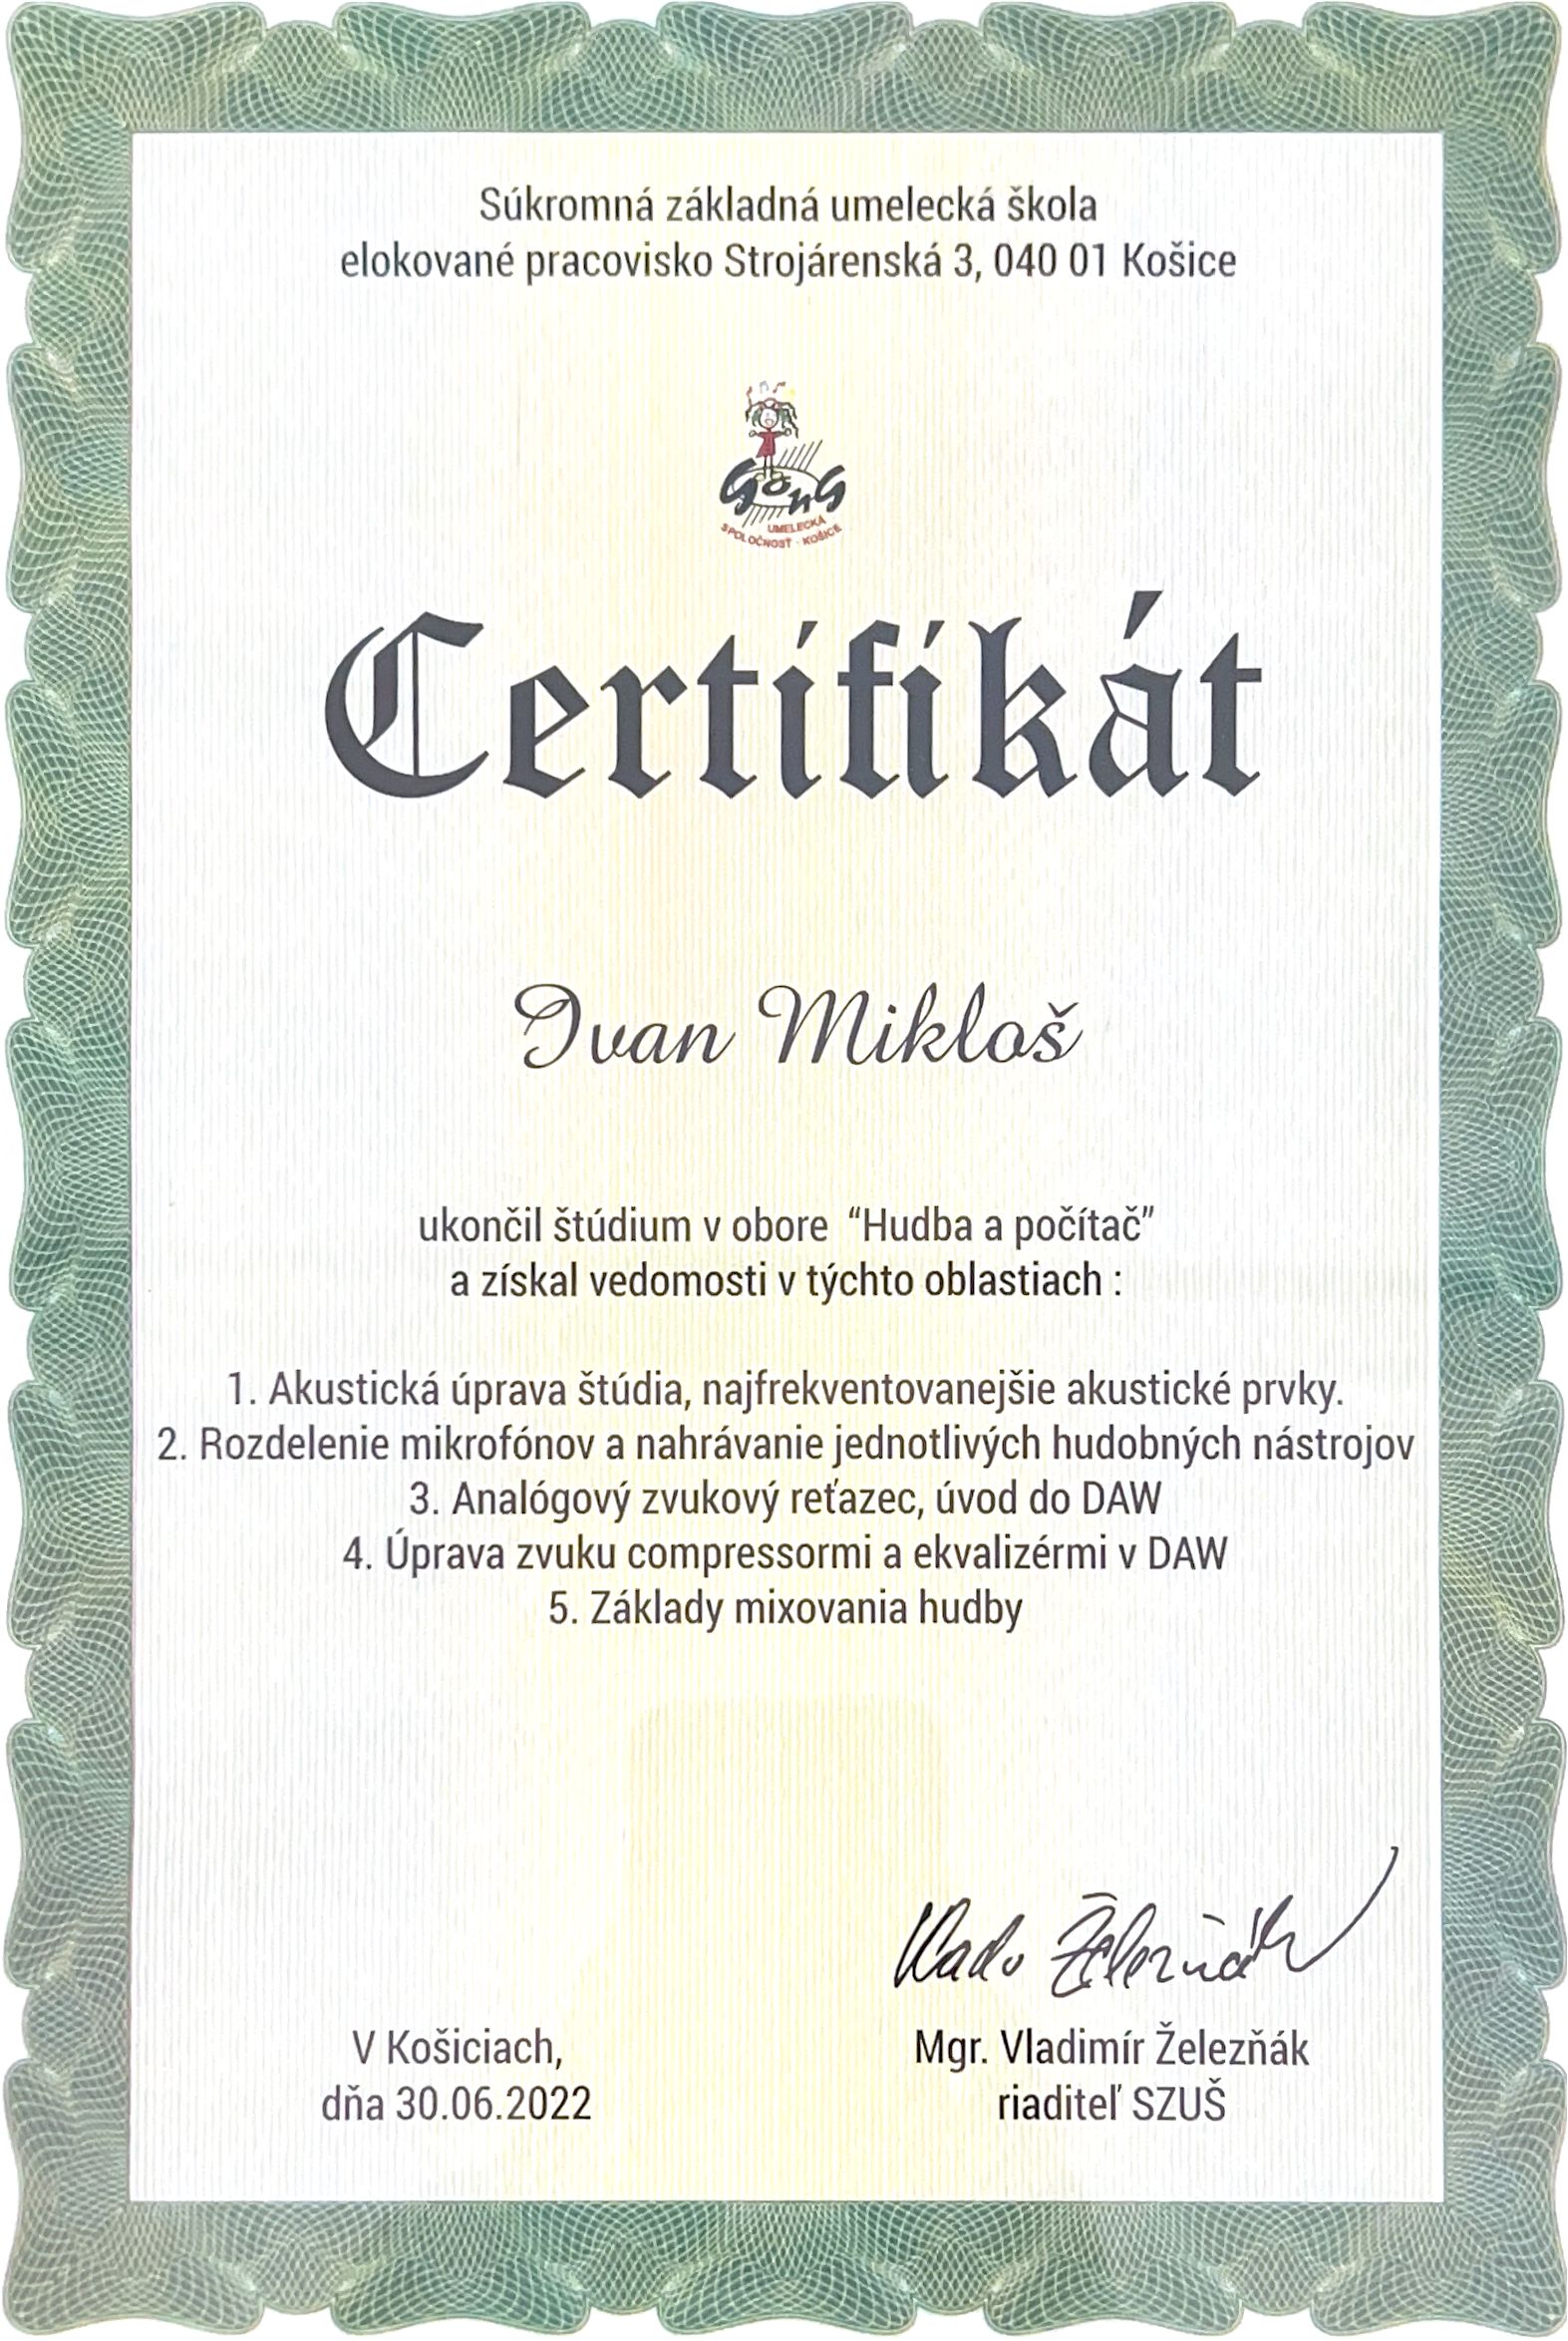 Súkromná základná umelecká škola
elokované pracovisko Strojárenská 3, 040 01 Košice
GonG
UMELECKÁ
SPOLOČNOSŤ · KOŠICE
Certifikát
Ivan Mikloš
ukončil štúdium v obore “Hudba a počítač”
a získal vedomosti v týchto oblastiach :
1. Akustická úprava štúdia, najfrekventovanejšie akustické prvky.
2. Rozdelenie mikrofónov a nahrávanie jednotlivých hudobných nástrojov
3. Analógový zvukový reťazec, úvod do DAW
4. Úprava zvuku compressormi a ekvalizérmi v DAW
5. Základy mixovania hudby
Vlado Železňák
V Košiciach,
dňa 30.06.2022
Mgr. Vladimír Železňák
riaditeľ SZUŠ